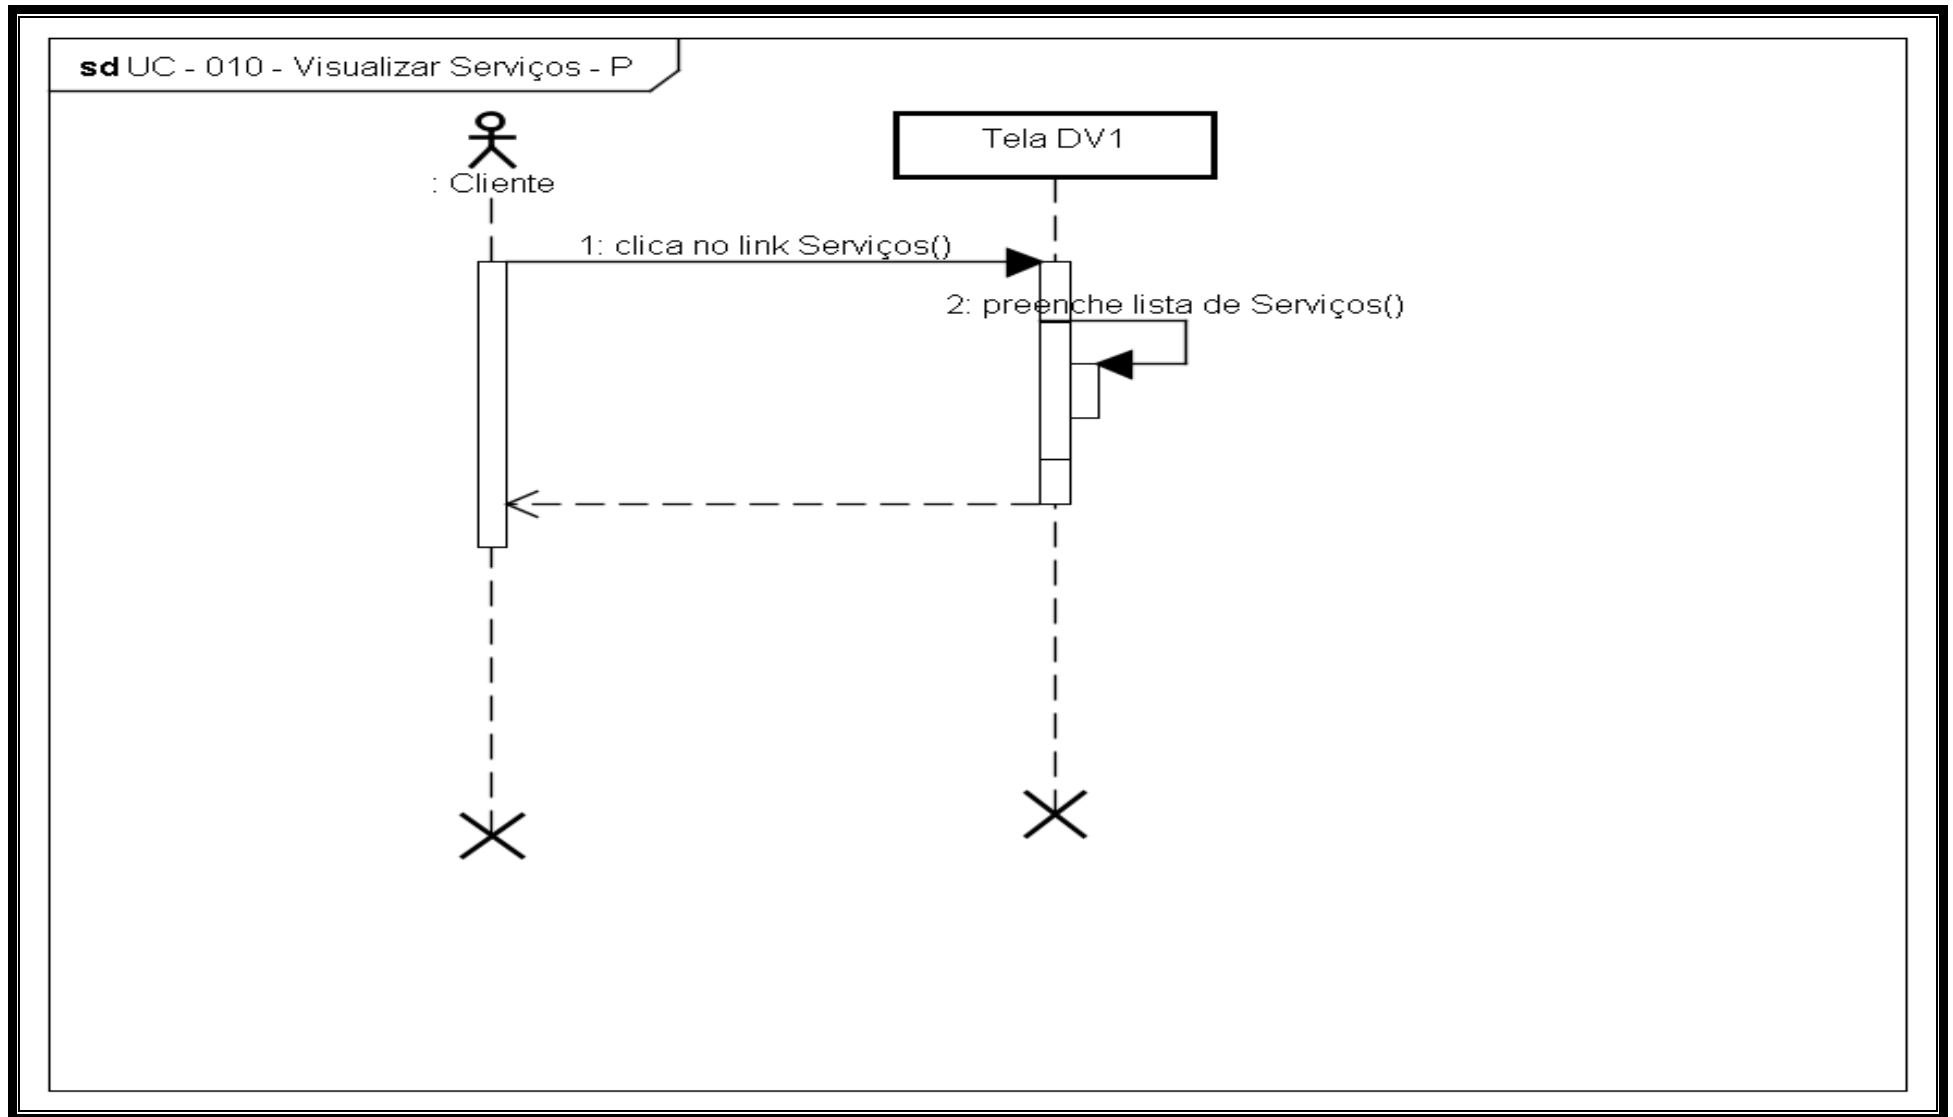 sd UC - 010 - Visualizar Serviços - P
: Cliente
Tela DV1
1: clica no link Serviços()
2: preenche lista de Serviços()